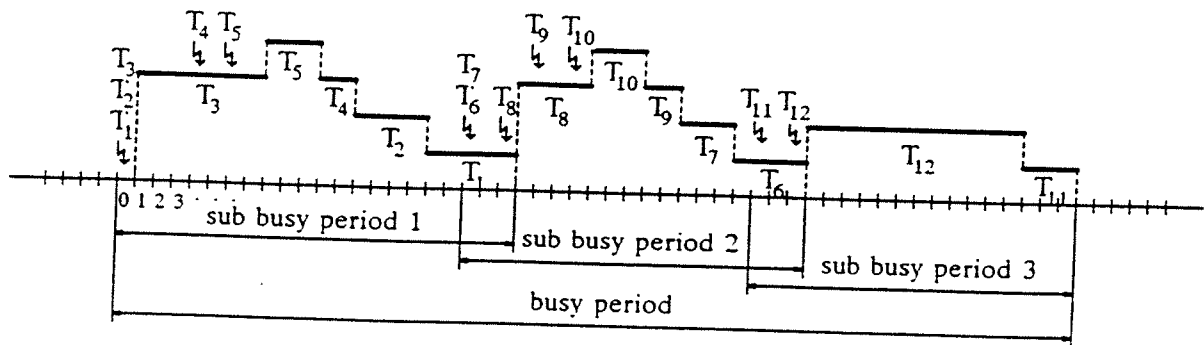 T4 T5
T9 T10
T3
T5
T7
T10
T2
T3
T4
T6
T8
T8
T9
T11 T12
T1
T2
T1
T7
T6
T12
T11
0 1 2 3 · · ·
sub busy period 1
sub busy period 2
sub busy period 3
busy period